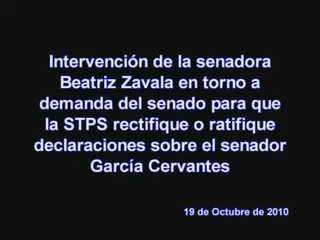 Intervención de la senadora
Beatriz Zavala en torno a
demanda del senado para que
la STPS rectifique o ratifique
declaraciones sobre el senador
García Cervantes
19 de Octubre de 2010